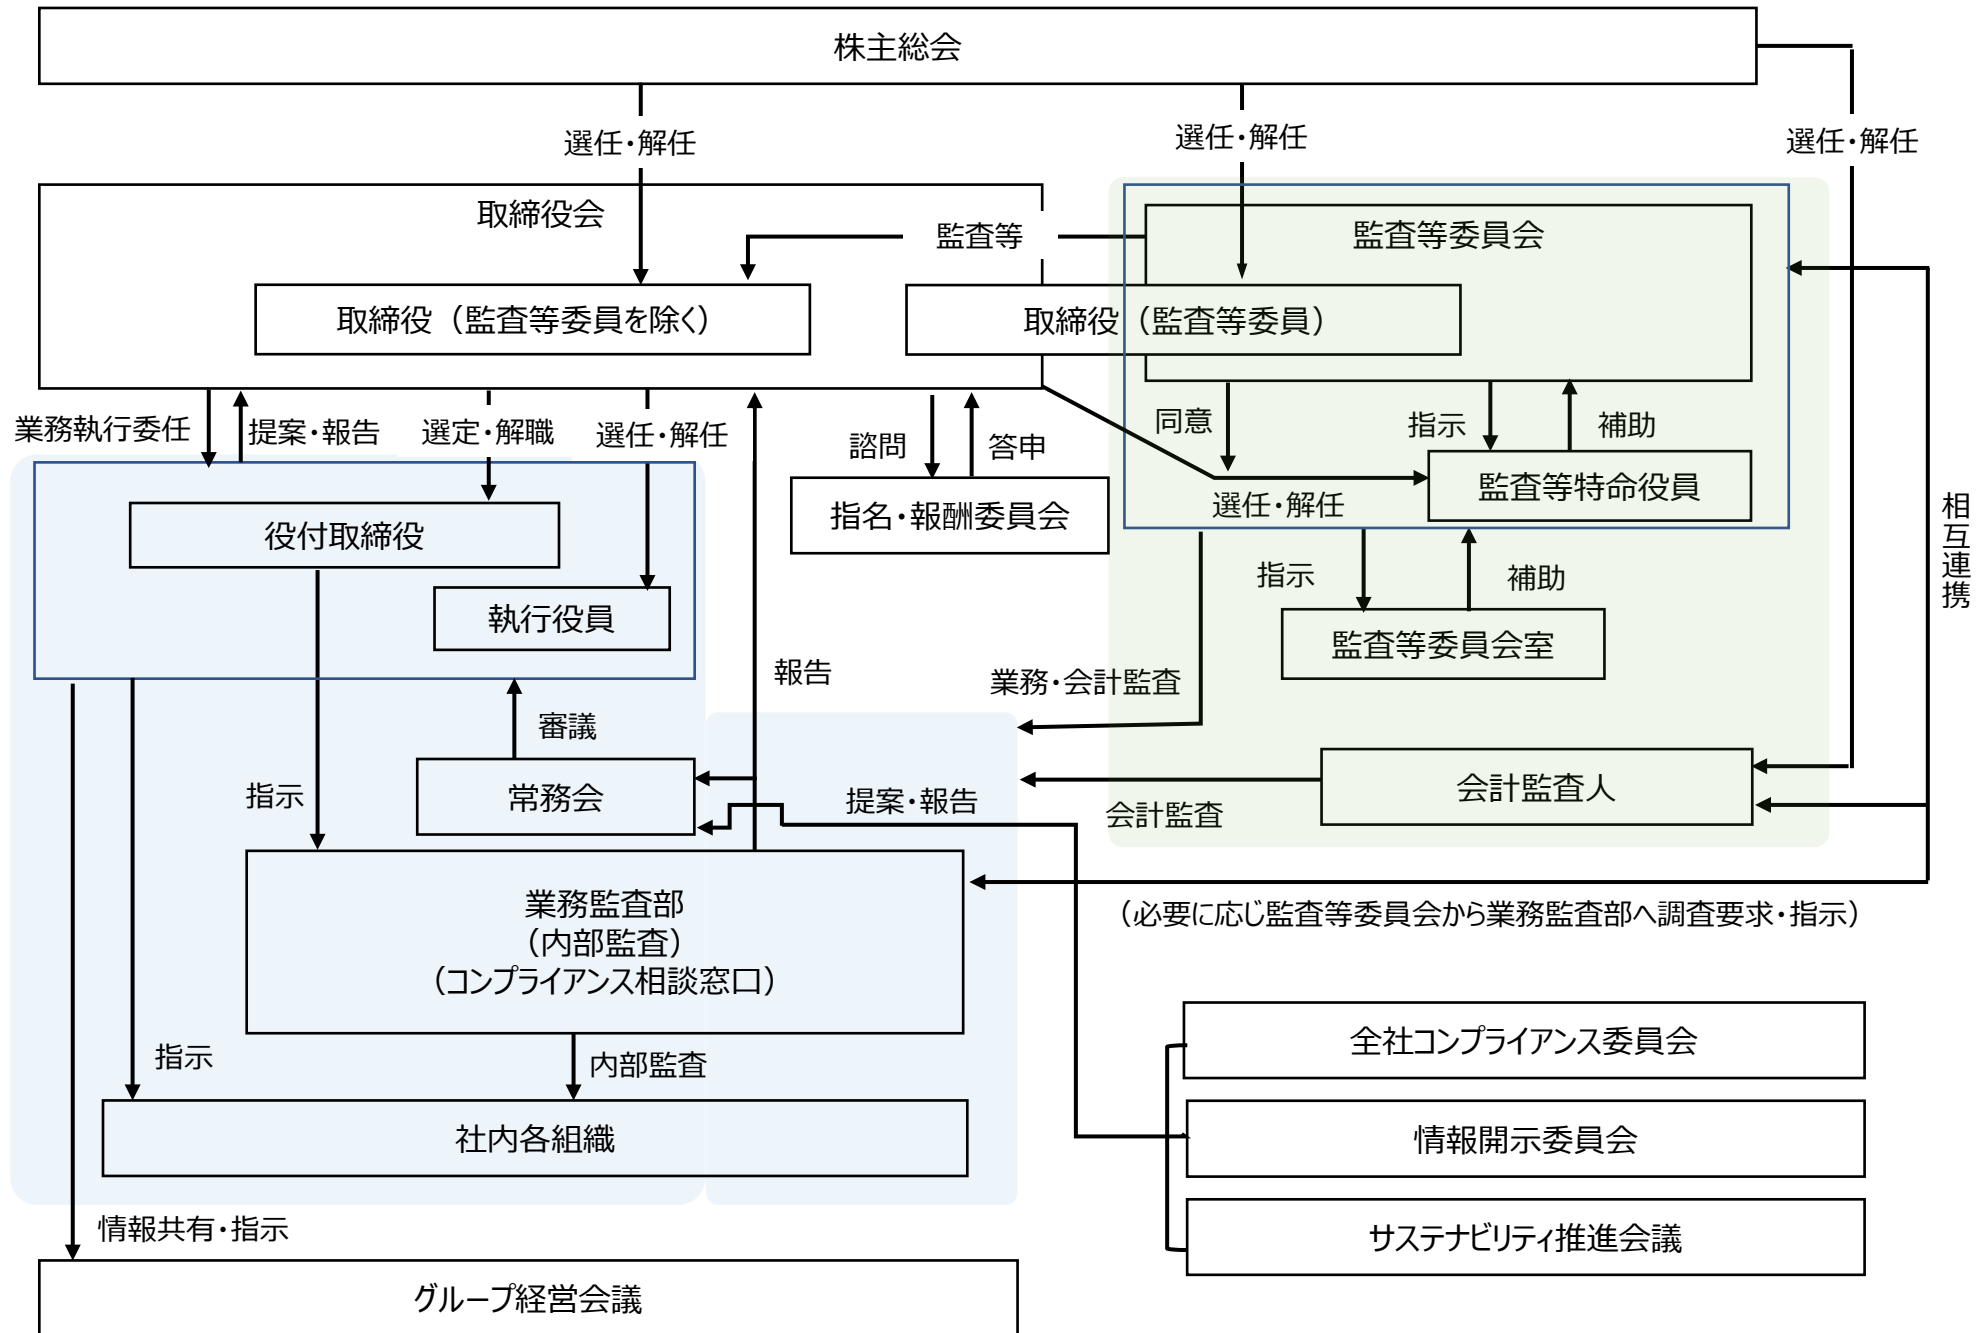 株主総会
選任・解任
選任・解任
選任・解任
取締役会
監査等
監査等委員会
取締役（監査等委員を除く）
取締役（監査等委員）
業務執行委任
提案・報告
選定・解職
選任・解任
諮問
答申
同意
指示
補助
選任・解任
監査等特命役員
指名・報酬委員会
役付取締役
執行役員
相互連携
指示
補助
監査等委員会室
報告
業務・会計監査
審議
常務会
指示
提案・報告
会計監査
会計監査人
業務監査部
（内部監査）
（コンプライアンス相談窓口）
（必要に応じ監査等委員会から業務監査部へ調査要求・指示）
指示
内部監査
社内各組織
全社コンプライアンス委員会
情報開示委員会
サステナビリティ推進会議
情報共有・指示
グループ経営会議